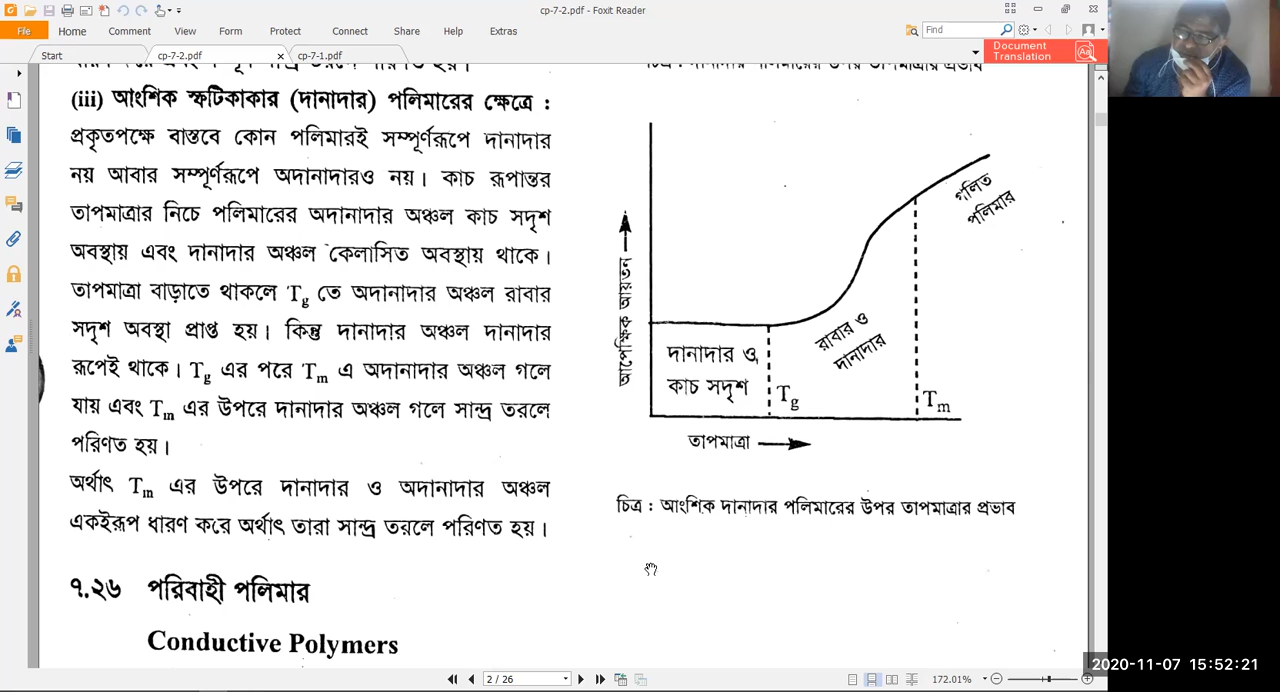 cp-7-2.pdf - Foxit Reader
File Home Comment View Form Protect Connect Share Help Extras
Find
Start cp-7-2.pdf cp-7-1.pdf
Document
Translation
(iii) আংশিক স্ফটিকাকার (দানাদার) পলিমারের ক্ষেত্রে :
প্রকৃতপক্ষে বাস্তবে কোন পলিমারই সম্পূর্ণরূপে দানাদার
নয় আবার সম্পূর্ণরূপে অদানাদারও নয়। কাচ রূপান্তর
তাপমাত্রার নিচে পলিমারের অদানাদার অঞ্চল কাচ সদৃশ
অবস্থায় এবং দানাদার অঞ্চল কেলাসিত অবস্থায় থাকে।
তাপমাত্রা বাড়াতে থাকলে Tg তে অদানাদার অঞ্চল রাবার
সদৃশ অবস্থা প্রাপ্ত হয়। কিন্তু দানাদার অঞ্চল দানাদার
রূপেই থাকে। Tg এর পরে Tm এ অদানাদার অঞ্চল গলে
যায় এবং Tm এর উপরে দানাদার অঞ্চল গলে সান্দ্র তরলে
পরিণত হয়।
অর্থাৎ Tm এর উপরে দানাদার ও অদানাদার অঞ্চল
একইরূপ ধারণ করে অর্থাৎ তারা সান্দ্র তরলে পরিণত হয়।
৭.২৬ পরিবাহী পলিমার
Conductive Polymers
চিত্র : দানাদার পলিমারের উপর তাপমাত্রার প্রভাব
গলিত
পলিমার
আপেক্ষিক আয়তন
রাবার ও
দানাদার
দানাদার ও
কাচ সদৃশ
Tg
Tm
তাপমাত্রা
চিত্র : আংশিক দানাদার পলিমারের উপর তাপমাত্রার প্রভাব
2020-11-07 15:52:21
2 / 26
172.01%